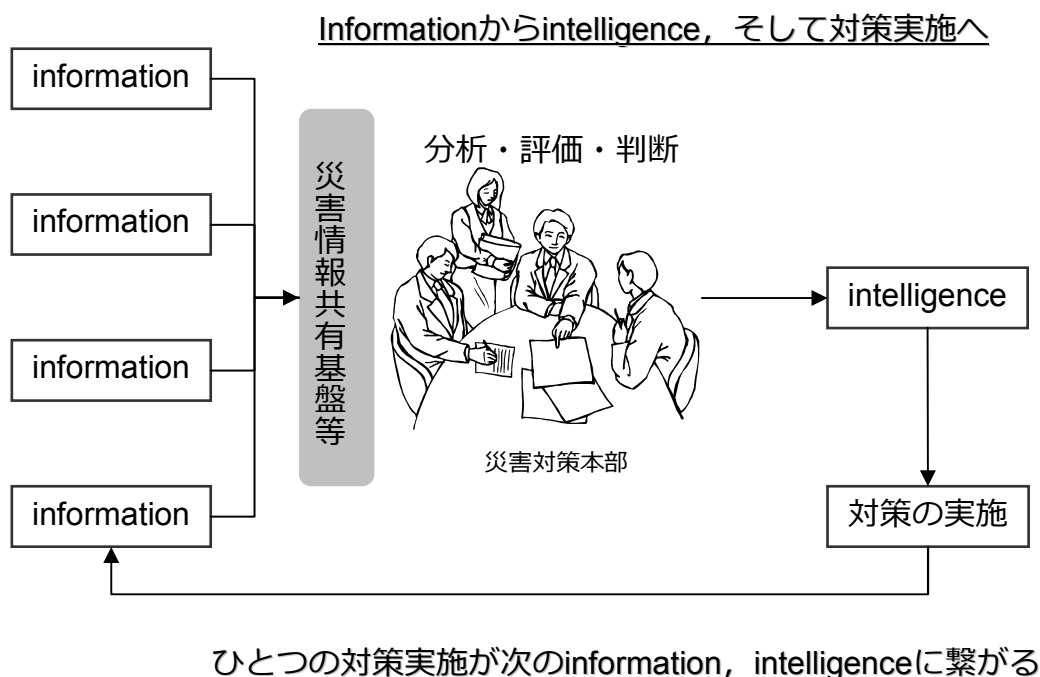 Informationからintelligence，そして対策実施へ
information
information
information
information
災害情報共有基盤等
分析・評価・判断
災害対策本部
intelligence
対策の実施
ひとつの対策実施が次のinformation，intelligenceに繋がる